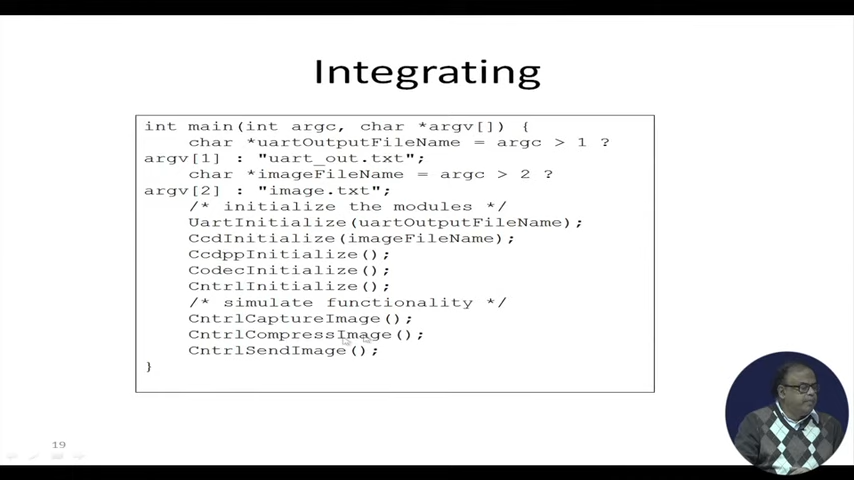 Integrating
int main(int argc, char *argv[]) {
char *uartOutputFileName = argc > 1 ?
argv[1] : "uart_out.txt";
char *imageFileName = argc > 2 ?
argv[2] : "image.txt";
/* initialize the modules */
UartInitialize(uartOutputFileName);
CcdInitialize(imageFileName);
CcdppInitialize();
CodecInitialize();
CntrlInitialize();
/* simulate functionality */
CntrlCaptureImage();
CntrlCompressImage();
CntrlSendImage();
}
19